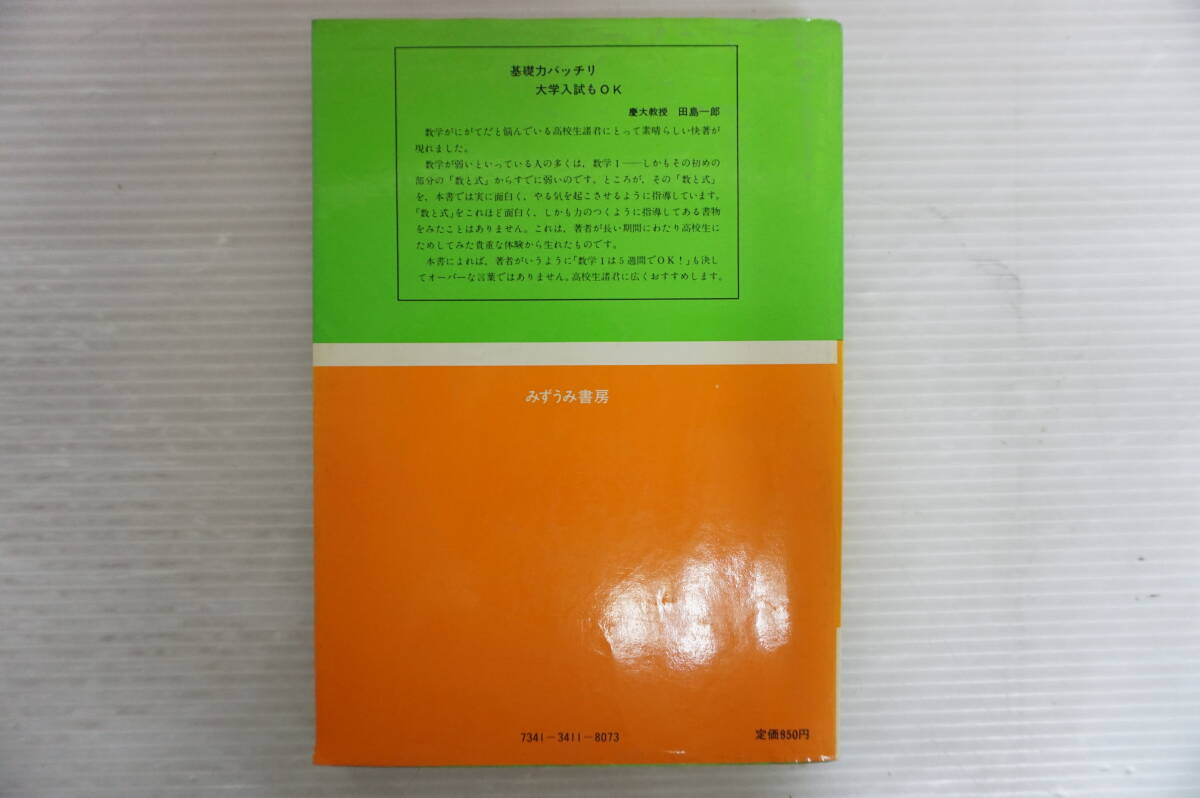 基礎力バッチリ
大学入試もOK
慶大教授 田島一郎
数学がにがてだと悩んでいる高校生諸君にとって素晴らしい快著が
現れました。
数学が弱いといっている人の多くは、数学1――しかもその初めの
部分の「数と式」からすでに弱いのです。ところが、その「数と式」
を、本書では実に面白く、やる気を起こさせるように指導しています。
「数と式」をこれほど面白く、しかも力のつくように指導してある書物
をみたことはありません。これは、著者が長い期間にわたり高校生に
ためしてみた貴重な体験から生れたものです。
本書によれば、著者がいうように「数学1は5週間でOK!」も決し
てオーバーな言葉ではありません。高校生諸君に広くおすすめします。
みずうみ書房
7341-3411-8073
定価850円